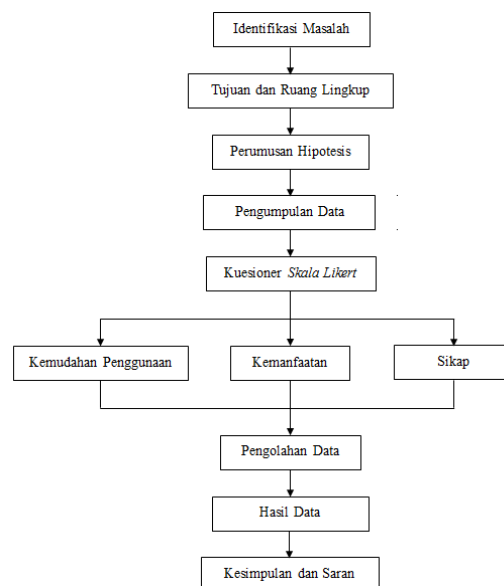 Identifikasi Masalah
Tujuan dan Ruang Lingkup
Perumusan Hipotesis
Pengumpulan Data
Kuesioner Skala Likert
Kemudahan Penggunaan
Kemanfaatan
Sikap
Pengolahan Data
Hasil Data
Kesimpulan dan Saran